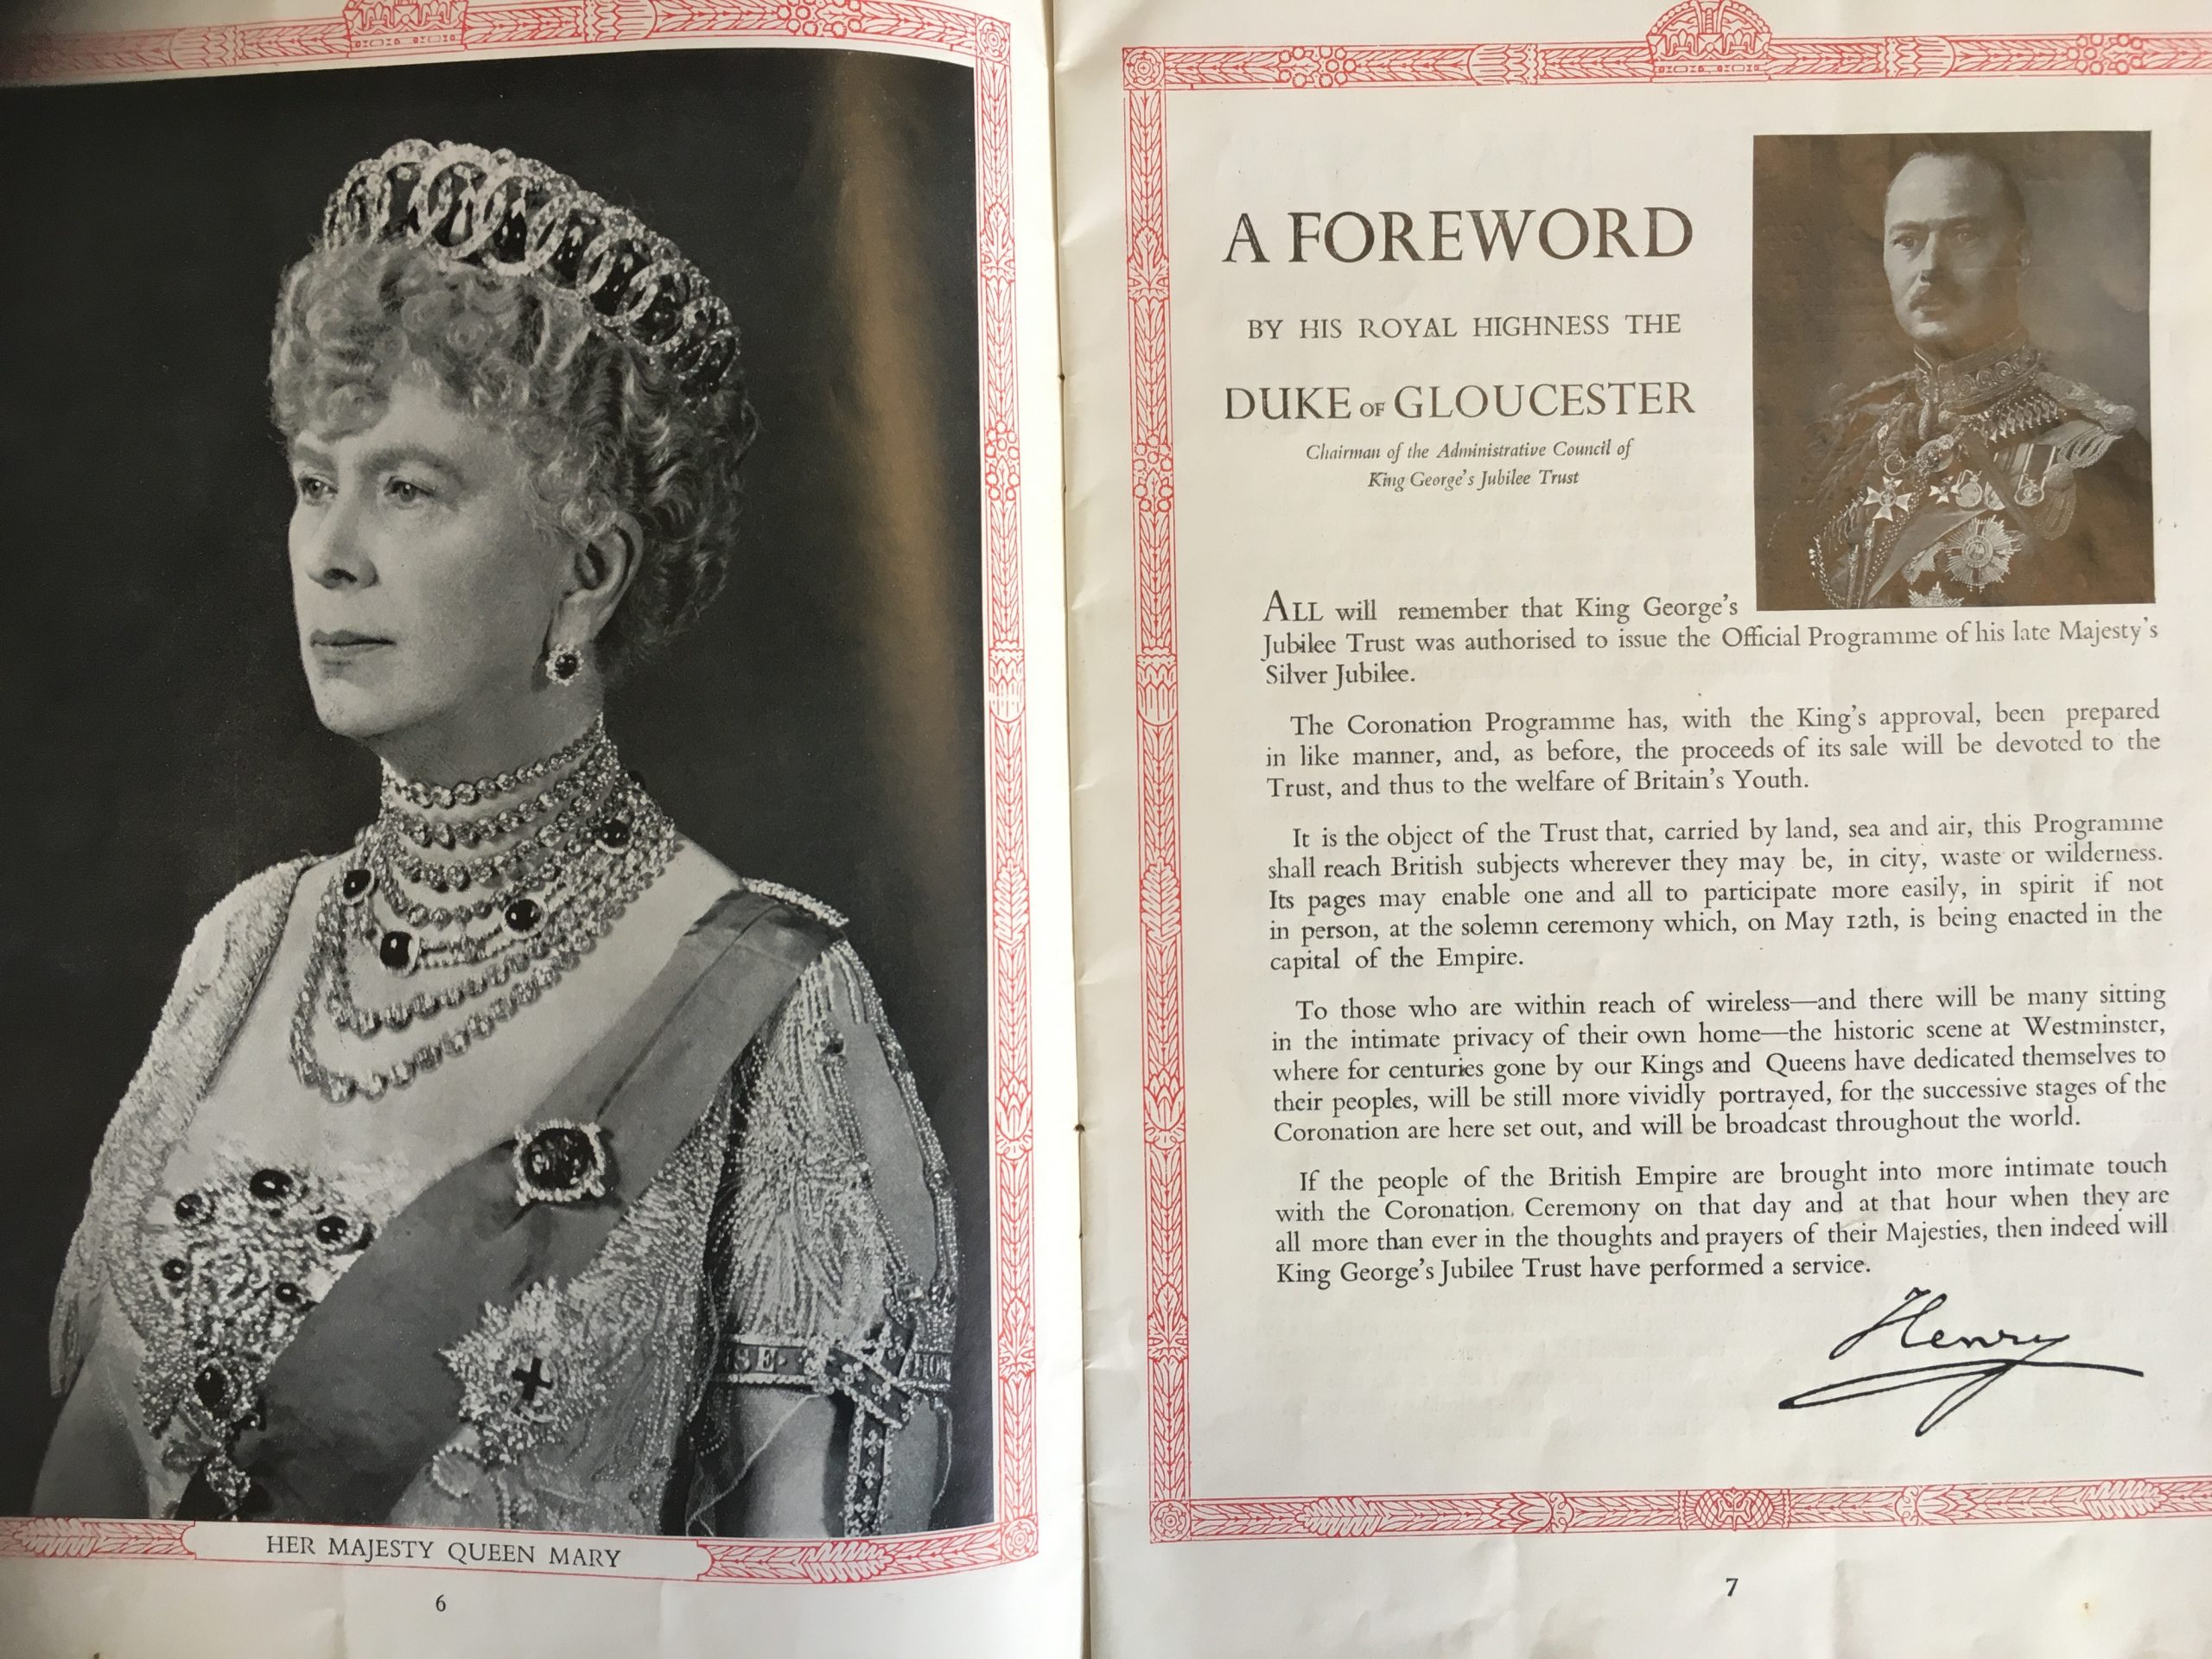 HER MAJESTY QUEEN MARY
6
A FOREWORD
BY HIS ROYAL HIGHNESS THE
DUKE OF GLOUCESTER
Chairman of the Administrative Council of
King George's Jubilee Trust
ALL will remember that King George's
Jubilee Trust was authorised to issue the Official Programme of his late Majesty's
Silver Jubilee.
The Coronation Programme has, with the King's approval, been prepared
in like manner, and, as before, the proceeds of its sale will be devoted to the
Trust, and thus to the welfare of Britain's Youth.
It is the object of the Trust that, carried by land, sea and air, this Programme
shall reach British subjects wherever they may be, in city, waste or wilderness.
Its pages may enable one and all to participate more easily, in spirit if not
in person, at the solemn ceremony which, on May 12th, is being enacted in the
capital of the Empire.
To those who are within reach of wireless—and there will be many sitting
in the intimate privacy of their own home—the historic scene at Westminster,
where for centuries gone by our Kings and Queens have dedicated themselves to
their peoples, will be still more vividly portrayed, for the successive stages of the
Coronation are here set out, and will be broadcast throughout the world.
If the people of the British Empire are brought into more intimate touch
with the Coronation Ceremony on that day and at that hour when they are
all more than ever in the thoughts and prayers of their Majesties, then indeed will
King George's Jubilee Trust have performed a service.
Henry
7